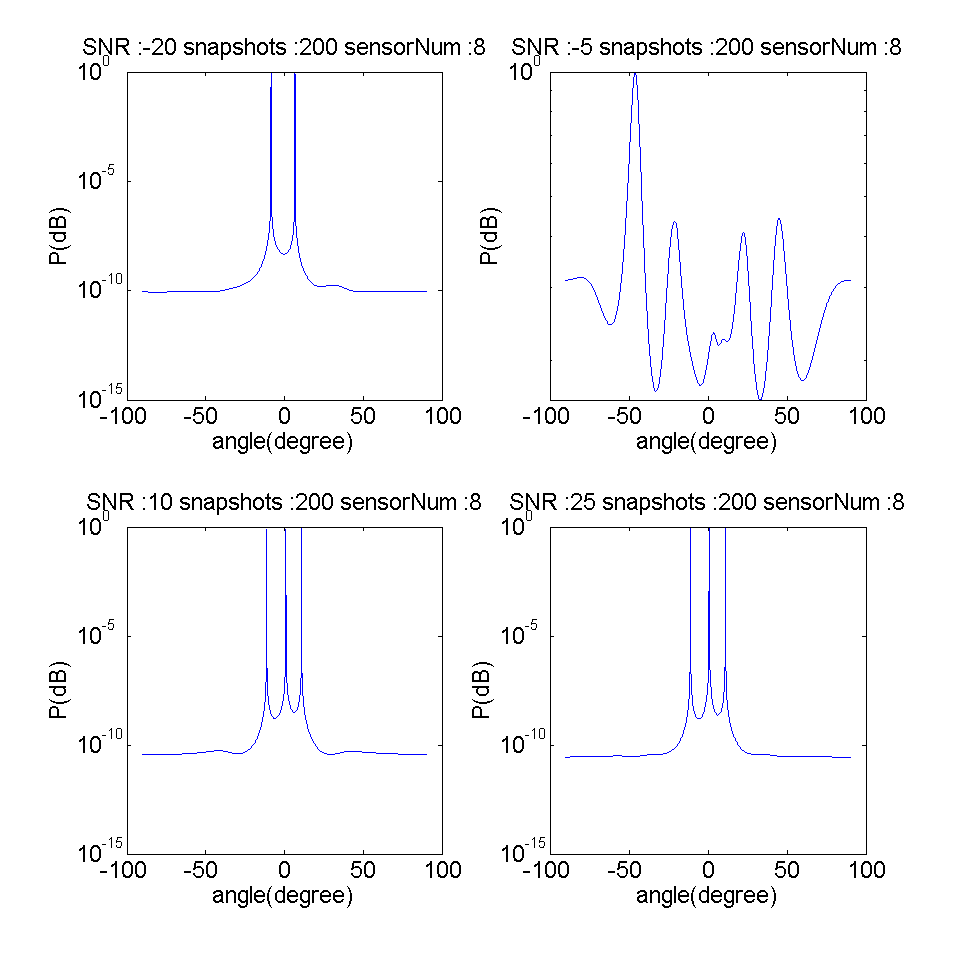 SNR :-20 snapshots :200 sensorNum :8
SNR :-5 snapshots :200 sensorNum :8
10^0
10^-5
10^-10
10^-15
P(dB)
-100 -50 0 50 100
angle(degree)
10^0
P(dB)
-100 -50 0 50 100
angle(degree)
SNR :10 snapshots :200 sensorNum :8
SNR :25 snapshots :200 sensorNum :8
10^0
10^-5
10^-10
10^-15
P(dB)
-100 -50 0 50 100
angle(degree)
10^0
10^-5
10^-10
10^-15
P(dB)
-100 -50 0 50 100
angle(degree)